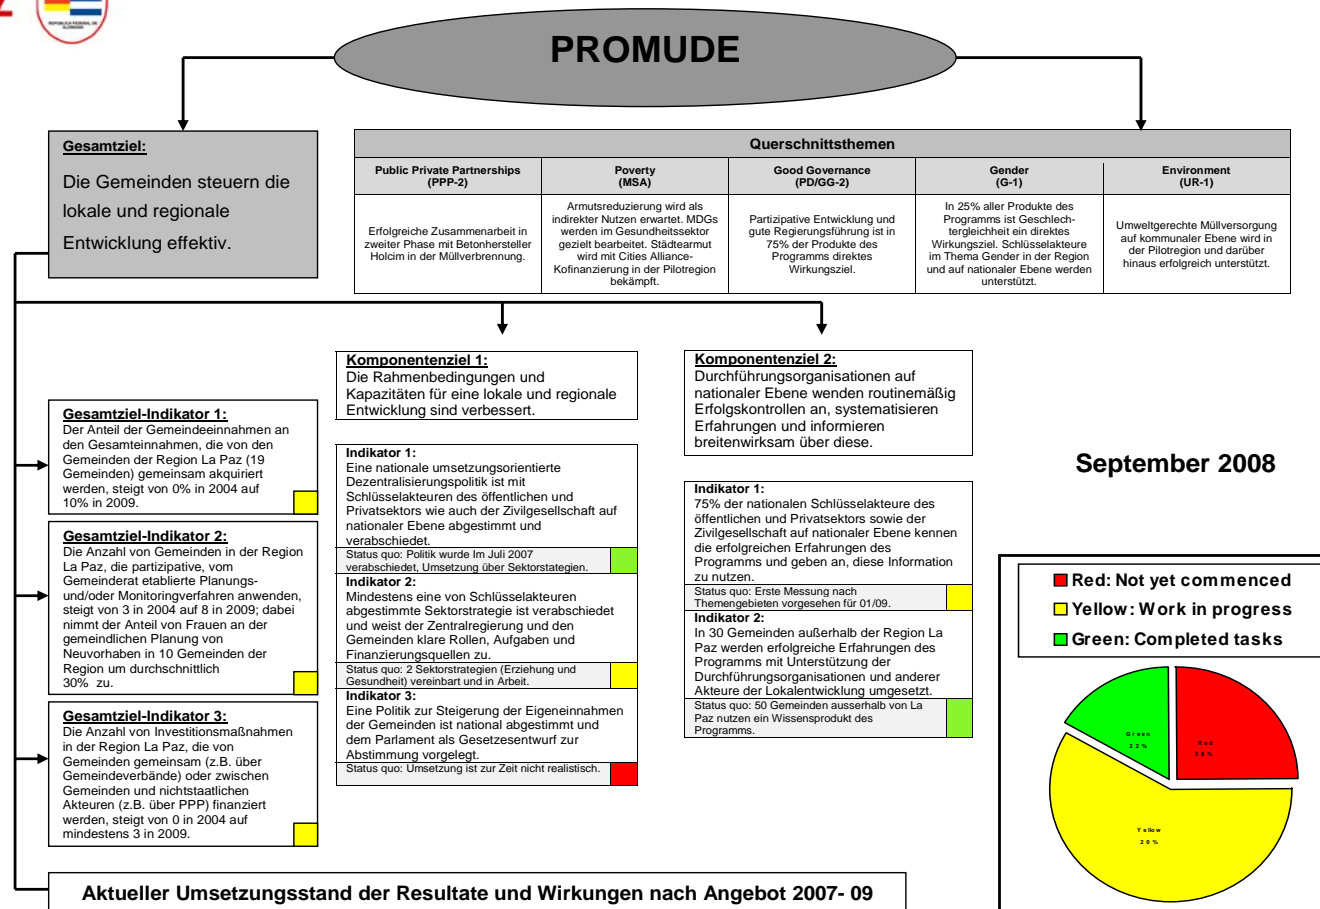 REPUBLICA FEDERAL DE
ALEMANIA
PROMUDE
Gesamtziel:
Die Gemeinden steuern die
lokale und regionale
Entwicklung effektiv.
Querschnittsthemen
Public Private Partnerships
(PPP-2)
Poverty
(MSA)
Good Governance
(PD/GG-2)
Gender
(G-1)
Environment
(UR-1)
Erfolgreiche Zusammenarbeit in
zweiter Phase mit Betonhersteller
Holcim in der Müllverbrennung.
Armutsreduzierung wird als
indirekter Nutzen erwartet. MDGs
werden im Gesundheitssektor
gezielt bearbeitet. Städtearmut
wird mit Cities Alliance-
Kofinanzierung in der Pilotregion
bekämpft.
Partizipative Entwicklung und
gute Regierungsführung ist in
75% der Produkte des
Programms direktes
Wirkungsziel.
In 25% aller Produkte des
Programms ist Geschlech-
tergleichheit ein direktes
Wirkungsziel. Schlüsselakteure
im Thema Gender in der Region
und auf nationaler Ebene werden
unterstützt.
Umweltgerechte Müllversorgung
auf kommunaler Ebene wird in
der Pilotregion und darüber
hinaus erfolgreich unterstützt.
Gesamtziel-Indikator 1:
Der Anteil der Gemeindeeinnahmen an
den Gesamteinnahmen, die von den
Gemeinden der Region La Paz (19
Gemeinden) gemeinsam akquiriert
werden, steigt von 0% in 2004 auf
10% in 2009.
Gesamtziel-Indikator 2:
Die Anzahl von Gemeinden in der Region
La Paz, die partizipative, vom
Gemeinderat etablierte Planungs-
und/oder Monitoringverfahren anwenden,
steigt von 3 in 2004 auf 8 in 2009; dabei
nimmt der Anteil von Frauen an der
gemeindlichen Planung von
Neuvorhaben in 10 Gemeinden der
Region um durchschnittlich
30% zu.
Gesamtziel-Indikator 3:
Die Anzahl von Investitionsmaßnahmen
in der Region La Paz, die von
Gemeinden gemeinsam (z.B. über
Gemeindeverbände) oder zwischen
Gemeinden und nichtstaatlichen
Akteuren (z.B. über PPP) finanziert
werden, steigt von 0 in 2004 auf
mindestens 3 in 2009.
Komponentenziel 1:
Die Rahmenbedingungen und
Kapazitäten für eine lokale und regionale
Entwicklung sind verbessert.
Indikator 1:
Eine nationale umsetzungsorientierte
Dezentralisierungspolitik ist mit
Schlüsselakteuren des öffentlichen und
Privatsektors wie auch der Zivilgesellschaft auf
nationaler Ebene abgestimmt und
verabschiedet.
Status quo: Politik wurde Im Juli 2007
verabschiedet, Umsetzung über Sektorstategien.
Indikator 2:
Mindestens eine von Schlüsselakteuren
abgestimmte Sektorstrategie ist verabschiedet
und weist der Zentralregierung und den
Gemeinden klare Rollen, Aufgaben und
Finanzierungsquellen zu.
Status quo: 2 Sektorstrategien (Erziehung und
Gesundheit) vereinbart und in Arbeit.
Indikator 3:
Eine Politik zur Steigerung der Eigeneinnahmen
der Gemeinden ist national abgestimmt und
dem Parlament als Gesetzesentwurf zur
Abstimmung vorgelegt.
Status quo: Umsetzung ist zur Zeit nicht realistisch.
Komponentenziel 2:
Durchführungsorganisationen auf
nationaler Ebene wenden routinemäßig
Erfolgskontrollen an, systematisieren
Erfahrungen und informieren
breitenwirksam über diese.
Indikator 1:
75% der nationalen Schlüsselakteure des
öffentlichen und Privatsektors sowie der
Zivilgesellschaft auf nationaler Ebene kennen
die erfolgreichen Erfahrungen des
Programms und geben an, diese Information
zu nutzen.
Status quo: Erste Messung nach
Themengebieten vorgesehen für 01/09.
Indikator 2:
In 30 Gemeinden außerhalb der Region La
Paz werden erfolgreiche Erfahrungen des
Programms mit Unterstützung der
Durchführungsorganisationen und anderer
Akteure der Lokalentwicklung umgesetzt.
Status quo: 50 Gemeinden ausserhalb von La
Paz nutzen ein Wissensprodukt des
Programms.
September 2008
Red: Not yet commenced
Yellow: Work in progress
Green: Completed tasks
Green
22%
Red
Yellow
20%
Aktueller Umsetzungsstand der Resultate und Wirkungen nach Angebot 2007- 09